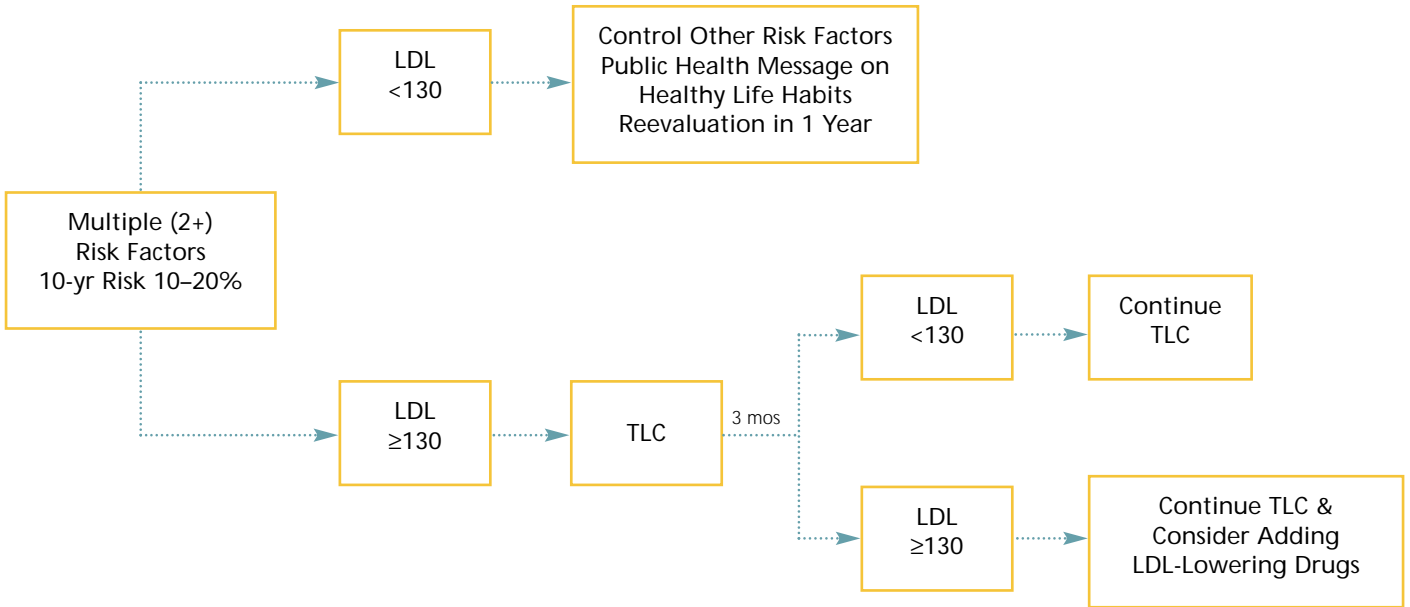 LDL
<130
Control Other Risk Factors
Public Health Message on
Healthy Life Habits
Reevaluation in 1 Year
Multiple (2+)
Risk Factors
10-yr Risk 10–20%
LDL
≥130
TLC
3 mos
LDL
<130
Continue
TLC
LDL
≥130
Continue TLC &
Consider Adding
LDL-Lowering Drugs